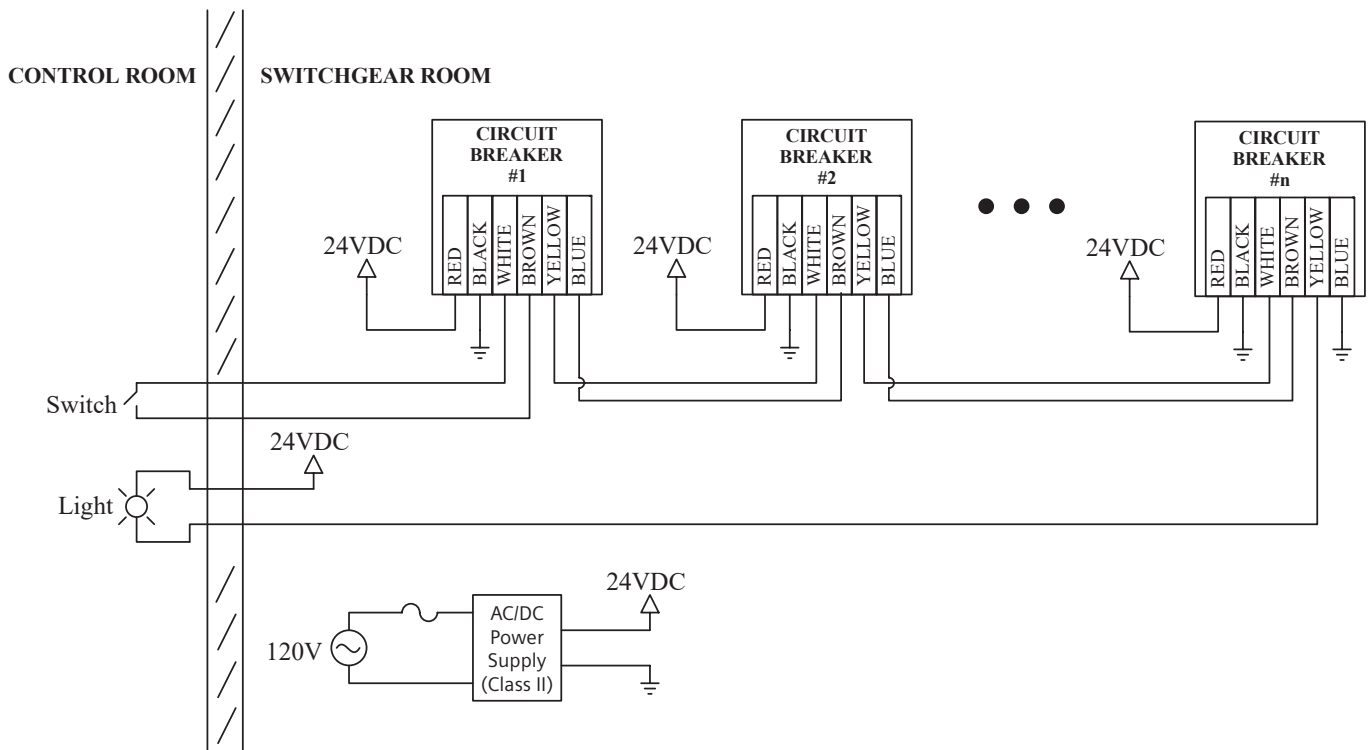 CONTROL ROOM
SWITCHGEAR ROOM
CIRCUIT
BREAKER
#1
RED
BLACK
WHITE
BROWN
YELLOW
BLUE
24VDC
CIRCUIT
BREAKER
#2
RED
BLACK
WHITE
BROWN
YELLOW
BLUE
24VDC
CIRCUIT
BREAKER
#n
RED
BLACK
WHITE
BROWN
YELLOW
BLUE
24VDC
Switch
24VDC
Light
24VDC
120V
AC/DC
Power
Supply
(Class II)